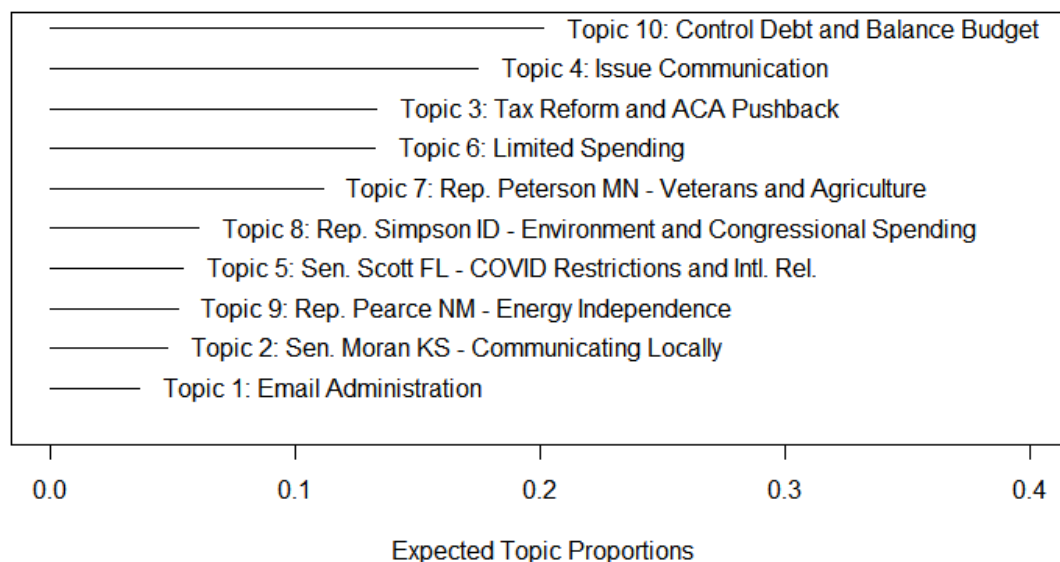 Topic 10: Control Debt and Balance Budget
Topic 4: Issue Communication
Topic 3: Tax Reform and ACA Pushback
Topic 6: Limited Spending
Topic 7: Rep. Peterson MN - Veterans and Agriculture
Topic 8: Rep. Simpson ID - Environment and Congressional Spending
Topic 5: Sen. Scott FL - COVID Restrictions and Intl. Rel.
Topic 9: Rep. Pearce NM - Energy Independence
Topic 2: Sen. Moran KS - Communicating Locally
Topic 1: Email Administration
0.0 0.1 0.2 0.3 0.4
Expected Topic Proportions